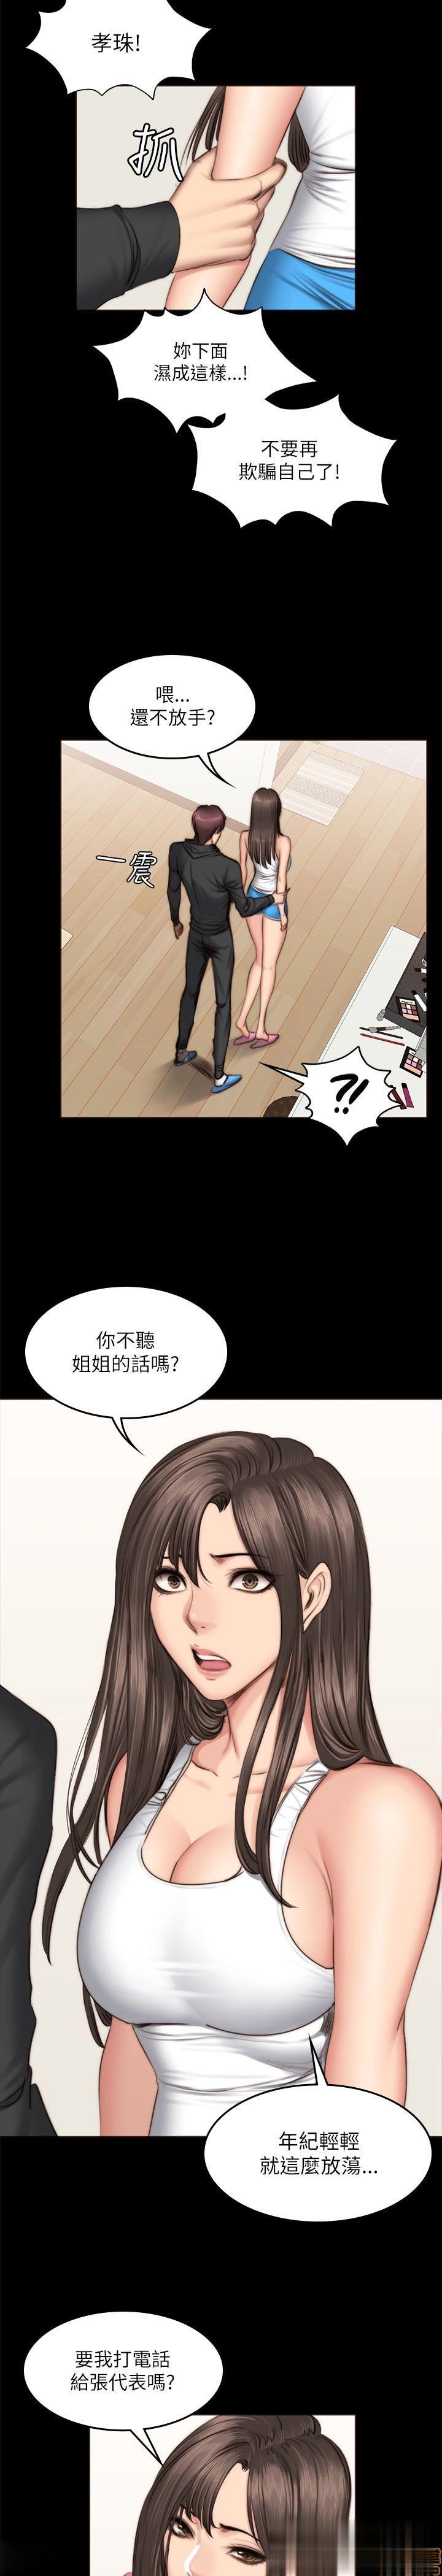 孝珠!
抓
妳下面
濕成這樣...!
不要再
欺騙自己了!
喂...
還不放手?
一震
?!
你不聽
姐姐的話嗎?
年紀輕輕
就這麼放蕩...
要我打電話
給張代表嗎?